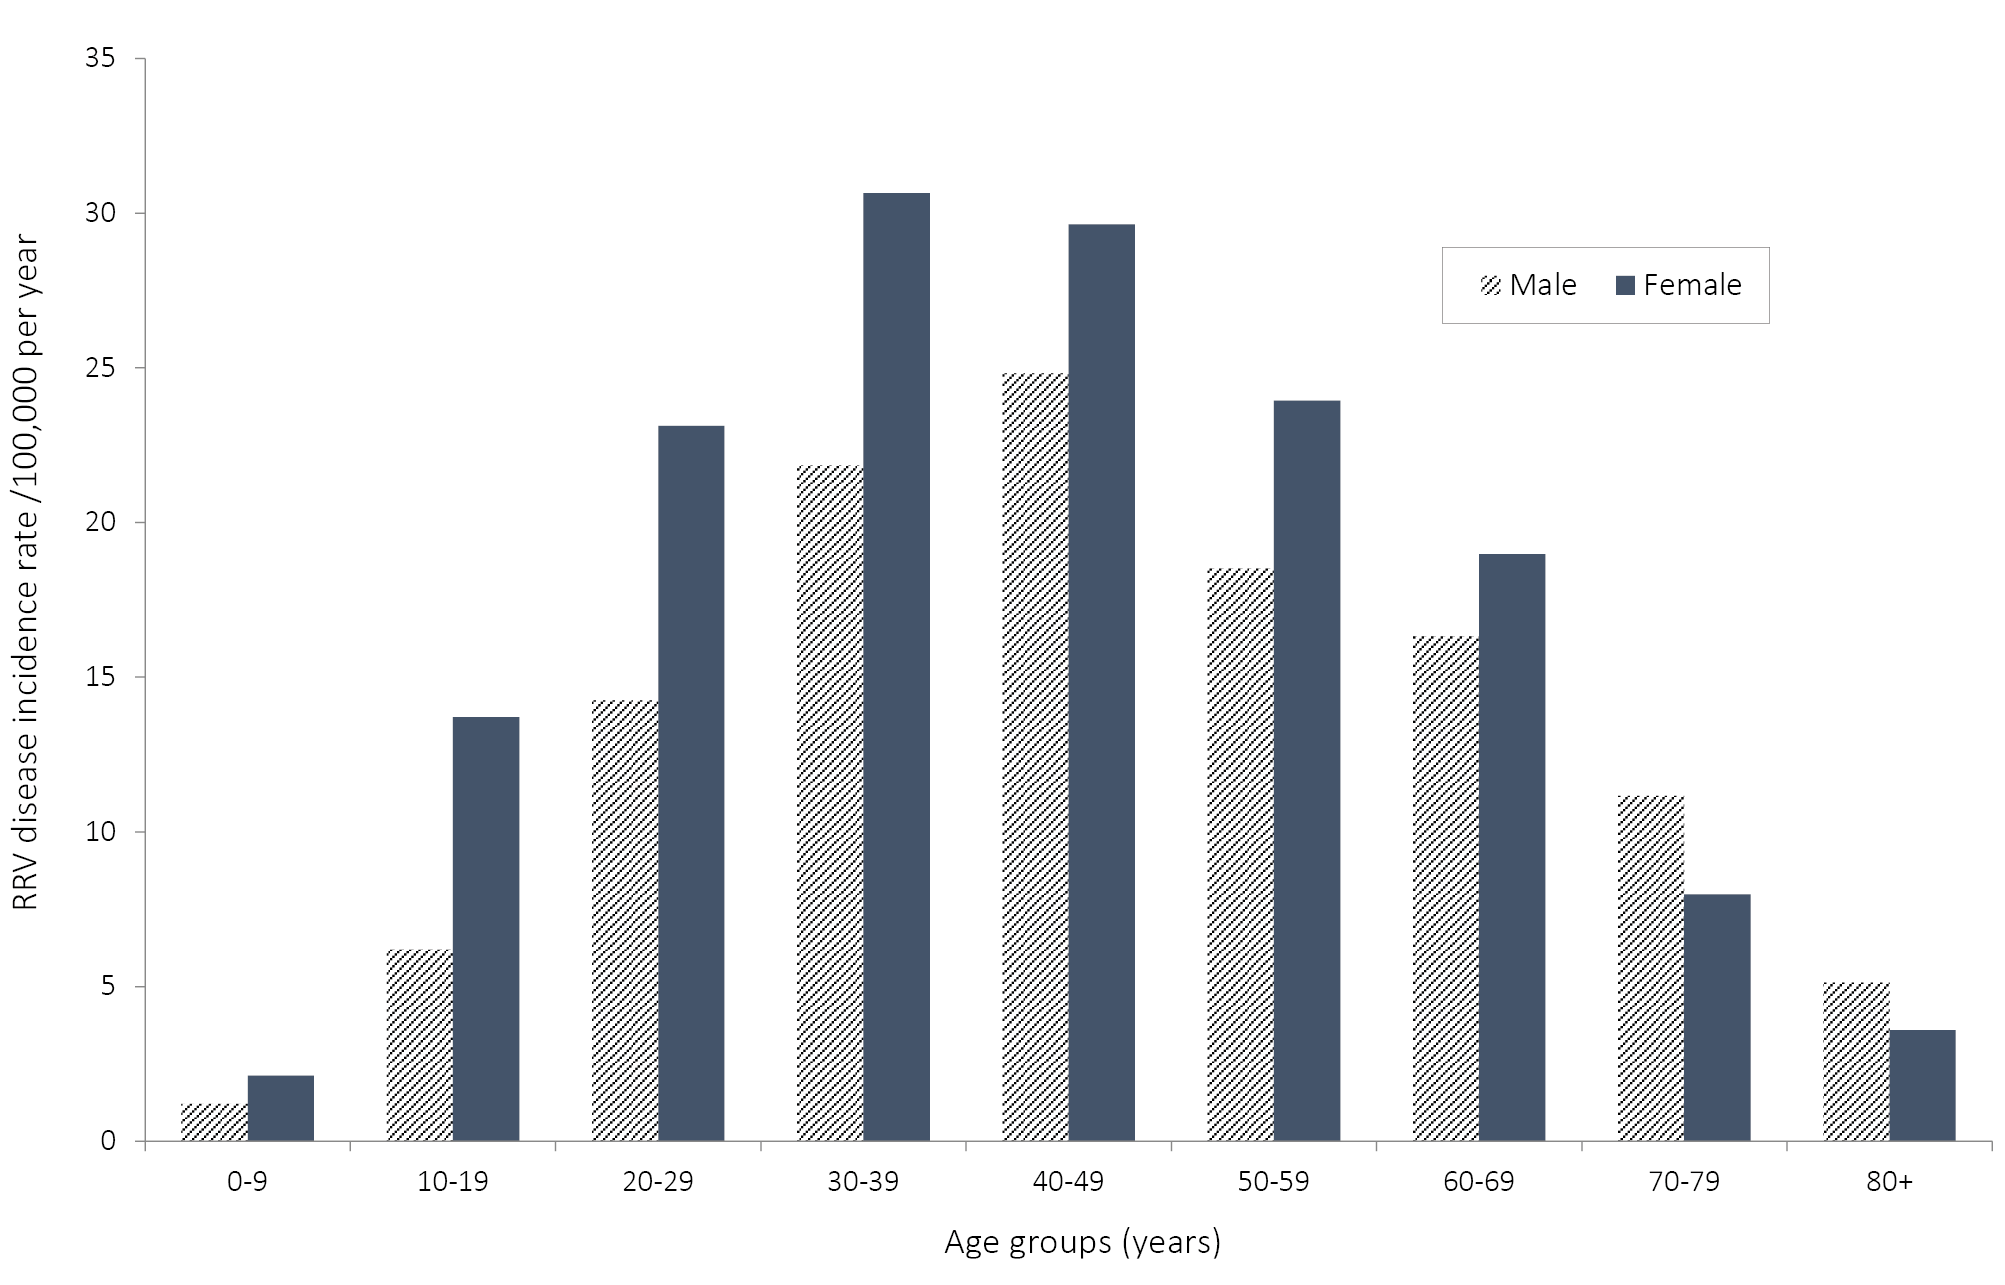 35
30
25
20
15
10
5
0
RRV disease incidence rate /100,000 per year
Male Female
0-9 10-19 20-29 30-39 40-49 50-59 60-69 70-79 80+
Age groups (years)